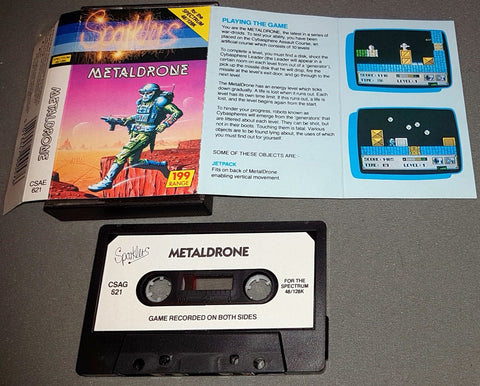 for the
SPECTRUM
48/128K
Sparklers
METALDRONE
METALDRONE
CSAE
621
199
RANGE
PLAYING THE GAME
You are the METALDRONE, the latest in a series of
war-droids. To test your ability, you have been
placed on the Cybasphere Assault Course, an
artificial course which consists of 10 levels
To complete a level, you must find a disk, shoot the
Cybasphere Leader (the Leader will appear in a
certain room on each level from out of a 'generator'),
pick up the missile disk that he will drop, fire the
missile at the level's exit door, and go through to the
next level.
The MetalDrone has an energy level which ticks
down gradually. A life is lost when it runs out. Each
level has its own time limit. If this runs out, a life is
lost, and the level begins again from the start.
To hinder your progress, robots known as
Cybaspheres will emerge from the 'generators' that
are littered about each level. They can be shot, but
not in their boots. Touching them is fatal. Various
objects are to be found lying about, the uses of which
you must find out for yourself.
SOME OF THESE OBJECTS ARE:-
JETPACK
Fits on back of MetalDrone
enabling vertical movement.
LEVEL-1
LEVEL-1
Sparklers
METALDRONE
CSAG
521
FOR THE
SPECTRUM
48/128K
GAME RECORDED ON BOTH SIDES